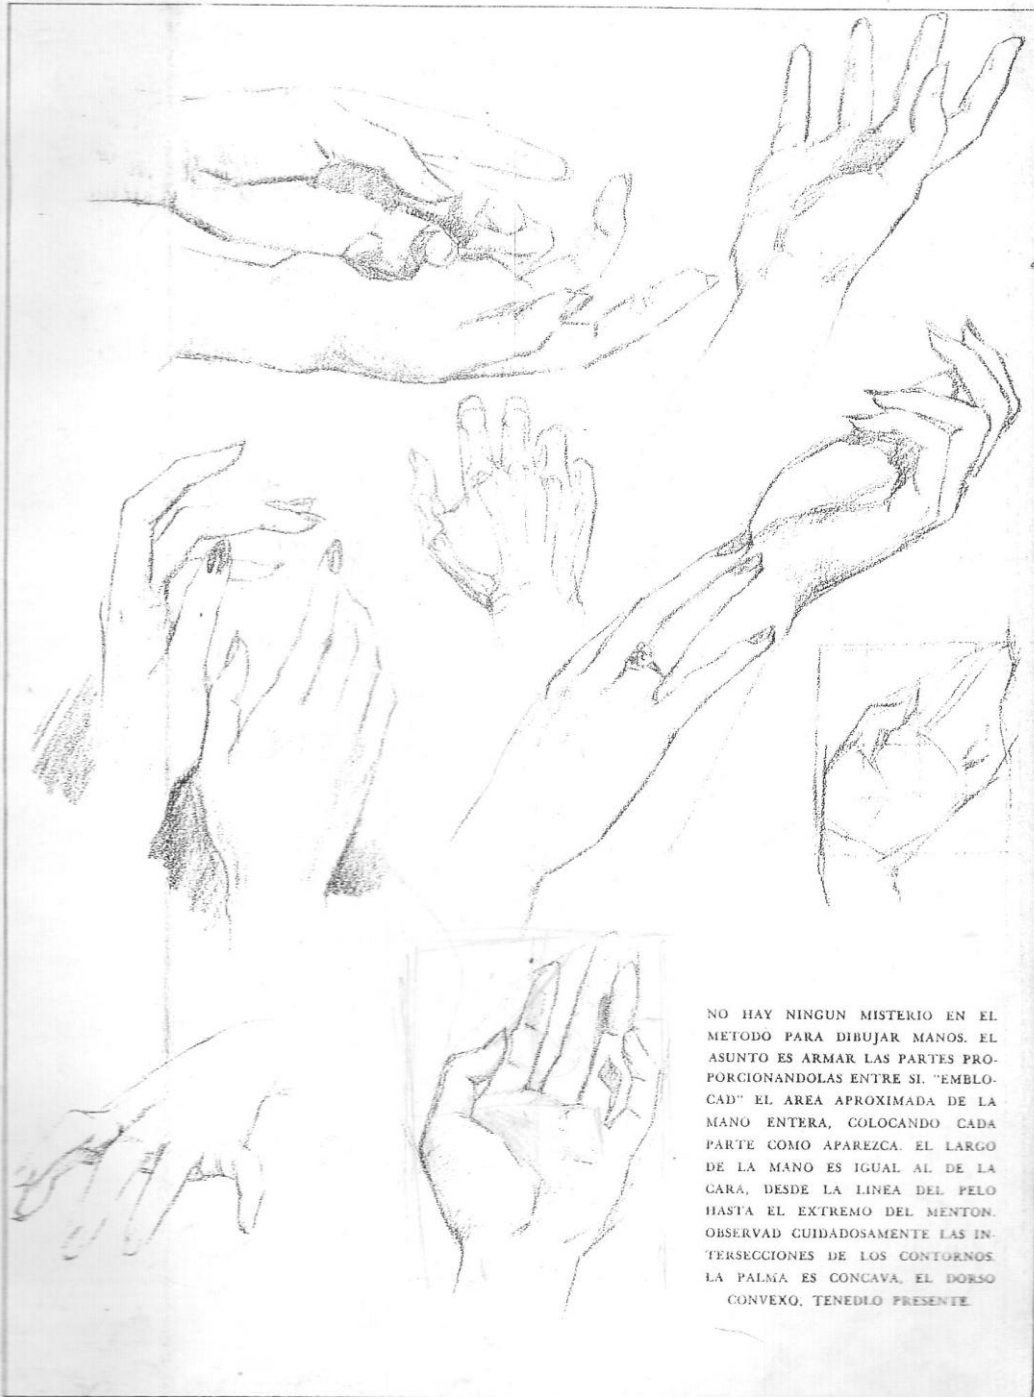 NO HAY NINGUN MISTERIO EN EL
METODO PARA DIBUJAR MANOS. EL
ASUNTO ES ARMAR LAS PARTES PRO-
PORCIONANDOLAS ENTRE SI. "EMBLO-
CAD" EL AREA APROXIMADA DE LA
MANO ENTERA, COLOCANDO CADA
PARTE COMO APAREZCA. EL LARGO
DE LA MANO ES IGUAL AL DE LA
CARA, DESDE LA LINEA DEL PELO
HASTA EL EXTREMO DEL MENTON.
OBSERVAD CUIDADOSAMENTE LAS IN-
TERSECCIONES DE LOS CONTORNOS.
LA PALMA ES CONCAVA, EL DORSO
CONVEXO, TENEDLO PRESENTE.